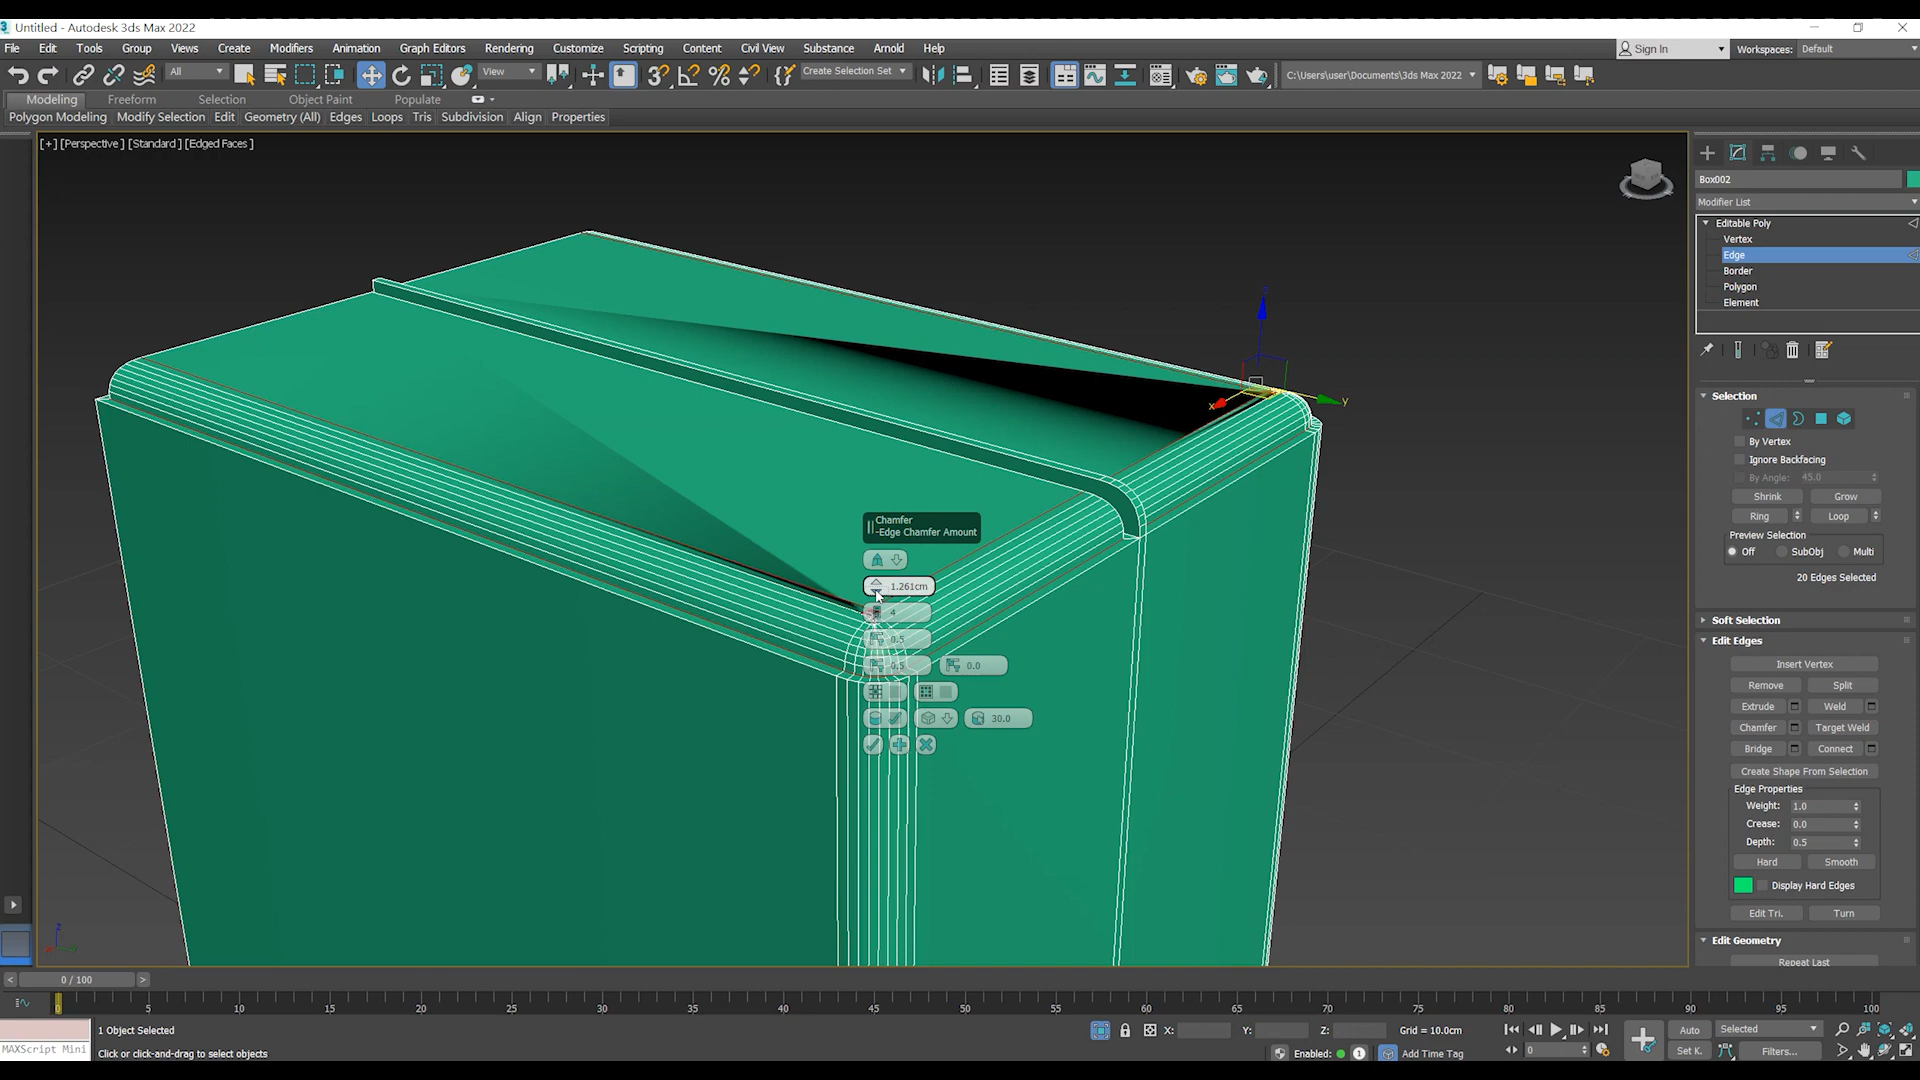 Untitled - Autodesk 3ds Max 2022
File Edit Tools Group Views Create Modifiers Animation Graph Editors Rendering Customize Scripting Content Civil View Substance Arnold Help
Sign In Workspaces: Default
All View Create Selection Set C:\Users\user\Documents\3ds Max 2022
Modeling Freeform Selection Object Paint Populate
Polygon Modeling Modify Selection Edit Geometry (All) Edges Loops Tris Subdivision Align Properties
[+] [Perspective ] [Standard ] [Edged Faces ]
Box002
Modifier List
Editable Poly
Vertex
Edge
Border
Polygon
Element
Selection
By Vertex
Ignore Backfacing
By Angle: 45.0
Shrink Grow
Ring Loop
Preview Selection
Off SubObj Multi
20 Edges Selected
Soft Selection
Edit Edges
Insert Vertex
Remove Split
Extrude Weld
Chamfer Target Weld
Bridge Connect
Create Shape From Selection
Edge Properties
Weight: 1.0
Crease: 0.0
Depth: 0.5
Hard Smooth
Display Hard Edges
Edit Tri. Turn
Edit Geometry
Repeat Last
z
x
y
Chamfer
-Edge Chamfer Amount
1.261cm
4
0.5
0.5 0.0
30.0
z
x
< 0 / 100 >
0 5 10 15 20 25 30 35 40 45 50 55 60 65 70 75 80 85 90 95 100
1 Object Selected X: Y: Z: Grid = 10.0cm Auto Selected
MAXScript Mini Click or click-and-drag to select objects Enabled: 1 Add Time Tag 0 Set K. Filters...